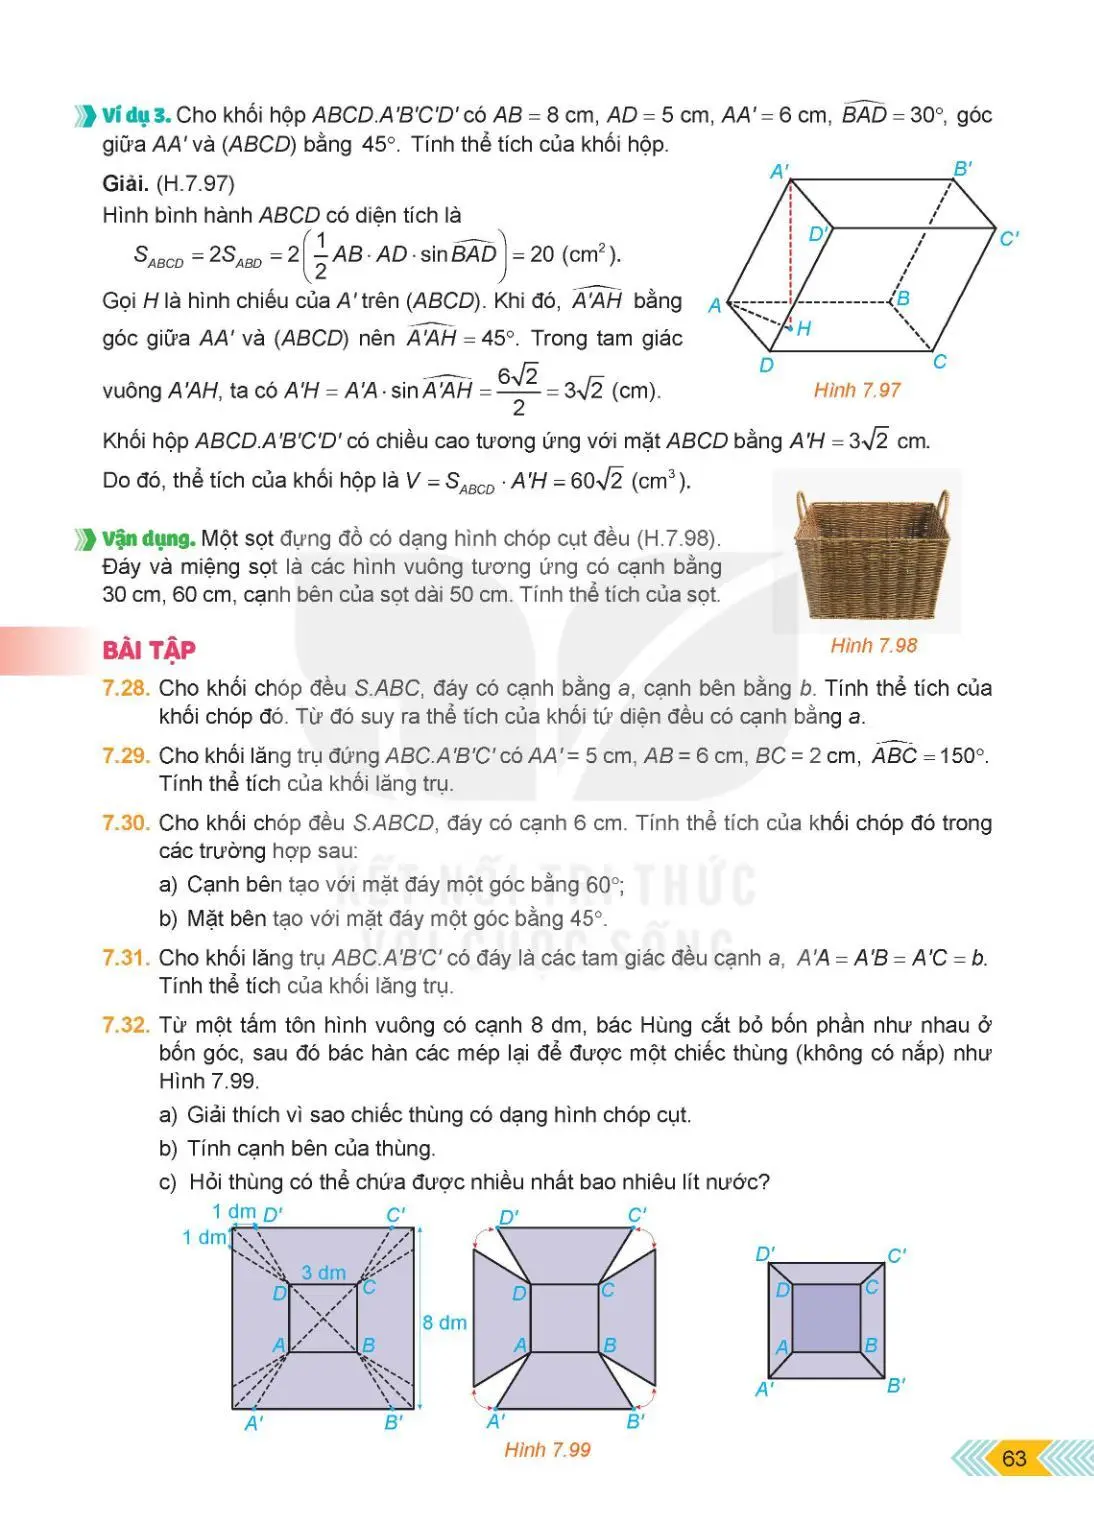 Ví dụ 3. Cho khối hộp ABCD.A'B'C'D' có AB = 8 cm, AD = 5 cm, AA' = 6 cm, BAD = 30°, góc
giữa AA' và (ABCD) bằng 45°. Tính thể tích của khối hộp.
Giải. (H.7.97)
Hình bình hành ABCD có diện tích là
S_ABCD = 2S_ABD = 2(1/2 AB · AD · sin BAD) = 20 (cm²).
Gọi H là hình chiếu của A' trên (ABCD). Khi đó, A'AH bằng
góc giữa AA' và (ABCD) nên A'AH = 45°. Trong tam giác
vuông A'AH, ta có A'H = A'A · sin A'AH = 6√2/2 = 3√2 (cm).
A'
B'
D'
C'
A
B
H
D
C
Hình 7.97
Khối hộp ABCD.A'B'C'D' có chiều cao tương ứng với mặt ABCD bằng A'H = 3√2 cm.
Do đó, thể tích của khối hộp là V = S_ABCD · A'H = 60√2 (cm³).
Vận dụng. Một sọt đựng đồ có dạng hình chóp cụt đều (H.7.98).
Đáy và miệng sọt là các hình vuông tương ứng có cạnh bằng
30 cm, 60 cm, cạnh bên của sọt dài 50 cm. Tính thể tích của sọt.
Hình 7.98
BÀI TẬP
7.28. Cho khối chóp đều S.ABC, đáy có cạnh bằng a, cạnh bên bằng b. Tính thể tích của
khối chóp đó. Từ đó suy ra thể tích của khối tứ diện đều có cạnh bằng a.
7.29. Cho khối lăng trụ đứng ABC.A'B'C' có AA' = 5 cm, AB = 6 cm, BC = 2 cm, ABC = 150°.
Tính thể tích của khối lăng trụ.
7.30. Cho khối chóp đều S.ABCD, đáy có cạnh 6 cm. Tính thể tích của khối chóp đó trong
các trường hợp sau:
a) Cạnh bên tạo với mặt đáy một góc bằng 60°;
b) Mặt bên tạo với mặt đáy một góc bằng 45°.
7.31. Cho khối lăng trụ ABC.A'B'C' có đáy là các tam giác đều cạnh a, A'A = A'B = A'C = b.
Tính thể tích của khối lăng trụ.
7.32. Từ một tấm tôn hình vuông có cạnh 8 dm, bác Hùng cắt bỏ bốn phần như nhau ở
bốn góc, sau đó bác hàn các mép lại để được một chiếc thùng (không có nắp) như
Hình 7.99.
a) Giải thích vì sao chiếc thùng có dạng hình chóp cụt.
b) Tính cạnh bên của thùng.
c) Hỏi thùng có thể chứa được nhiều nhất bao nhiêu lít nước?
1 dm D' C'
1 dm
3 dm
D C
8 dm
A B
A' B'
D' C'
D C
A B
A' B'
D' C'
D C
A B
A' B'
Hình 7.99
63
KẾT NỐI TRI THỨC
VỚI CUỘC SỐNG